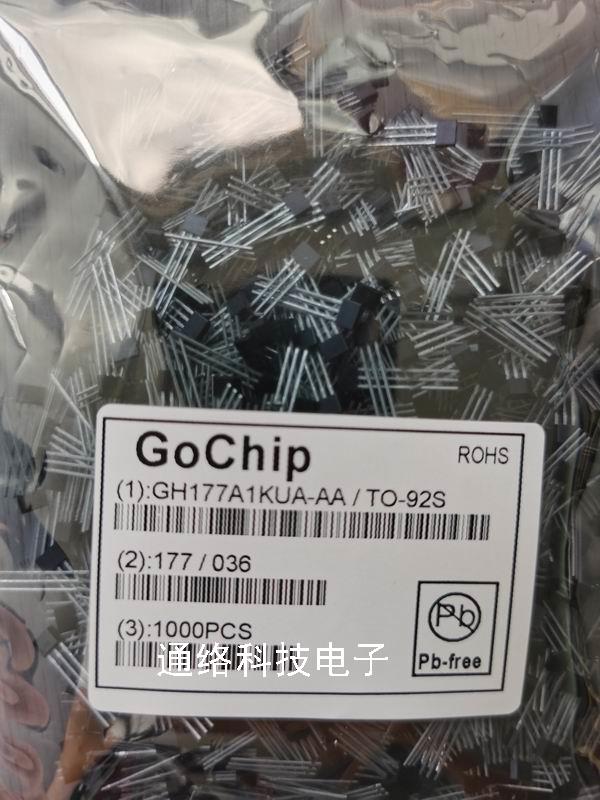 GoChip
ROHS
(1):GH177A1KUA-AA / TO-92S
(2):177 / 036
(3):1000PCS
Pb
Pb-free
通络科技电子